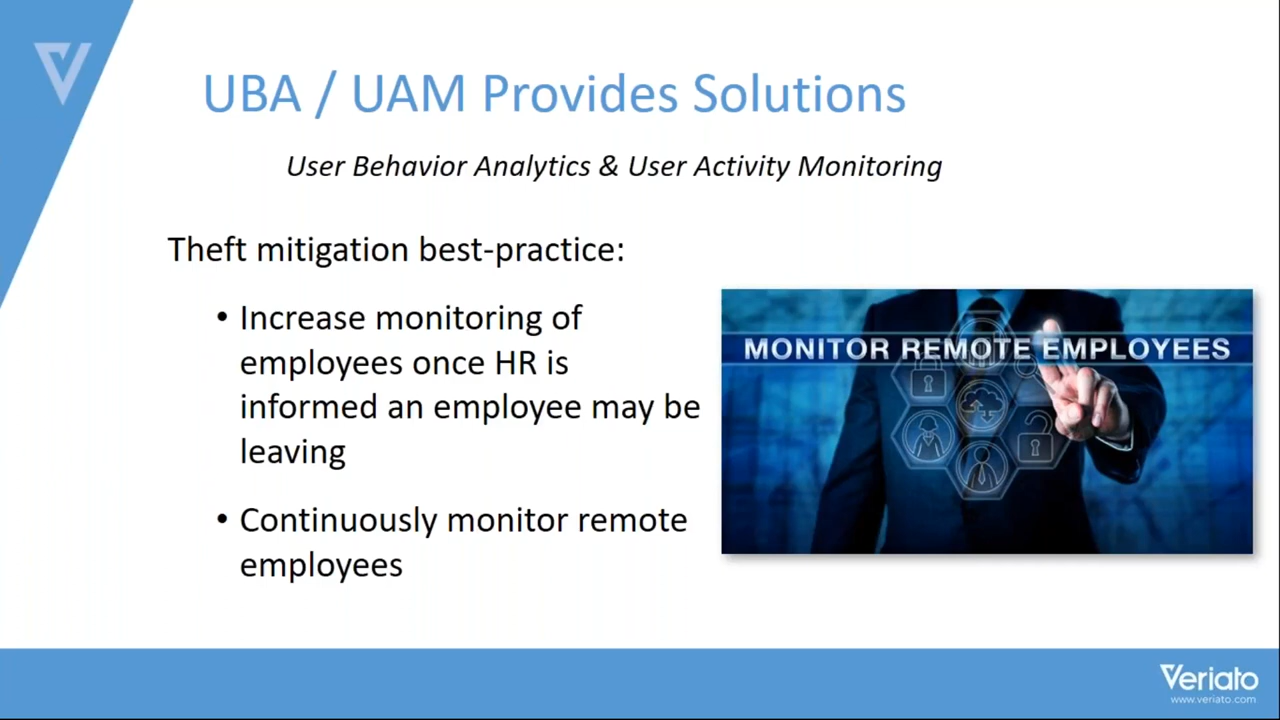 UBA / UAM Provides Solutions
User Behavior Analytics & User Activity Monitoring
Theft mitigation best-practice:
• Increase monitoring of
employees once HR is
informed an employee may be
leaving
• Continuously monitor remote
employees
MONITOR REMOTE EMPLOYEES
Veriato
www.veriato.com